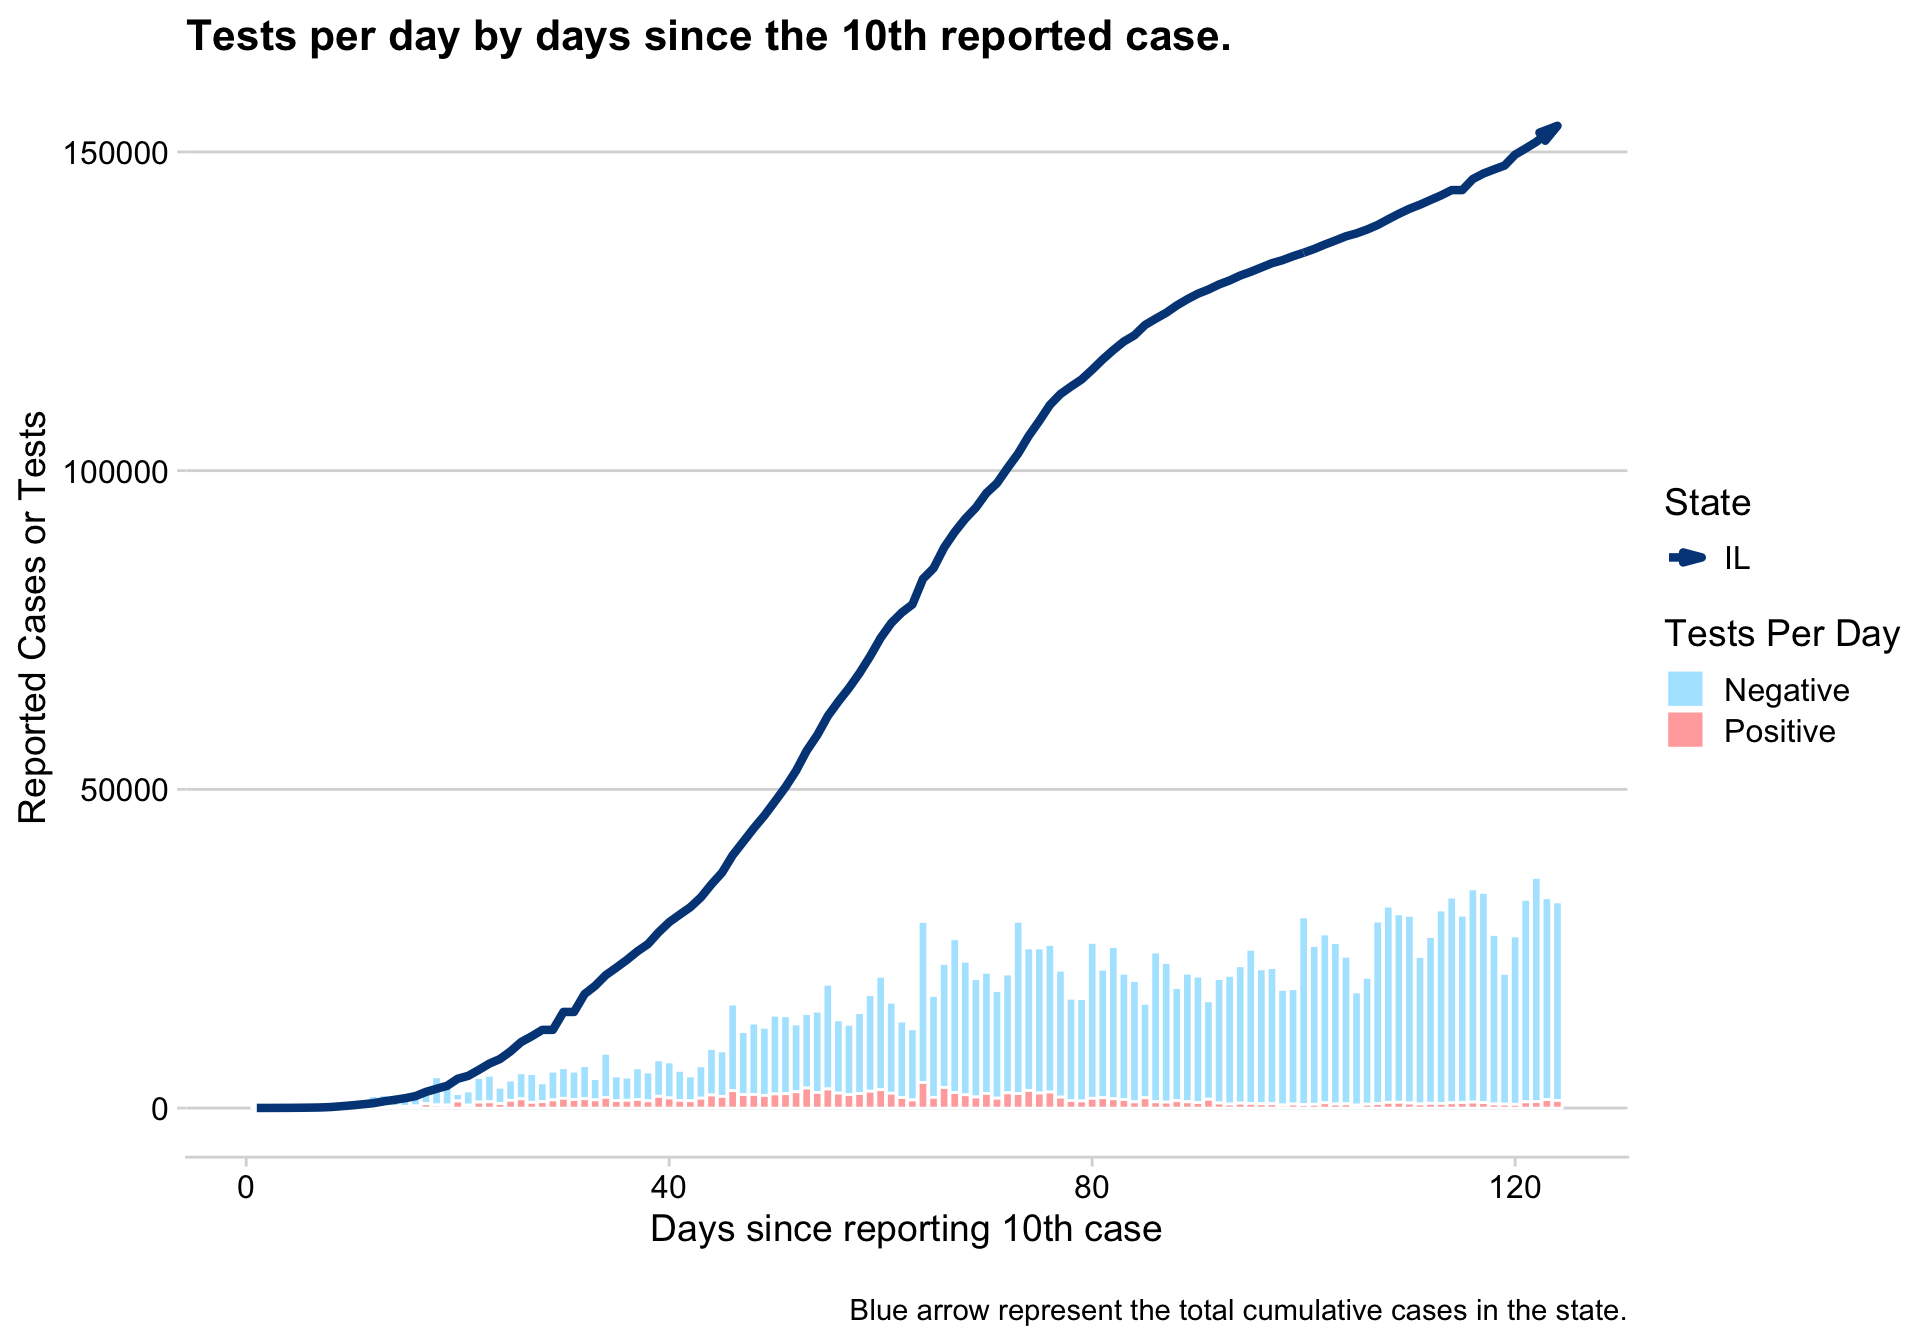 Tests per day by days since the 10th reported case.
Reported Cases or Tests
150000
100000
50000
0
0
40
80
120
Days since reporting 10th case
State
IL
Tests Per Day
Negative
Positive
Blue arrow represent the total cumulative cases in the state.